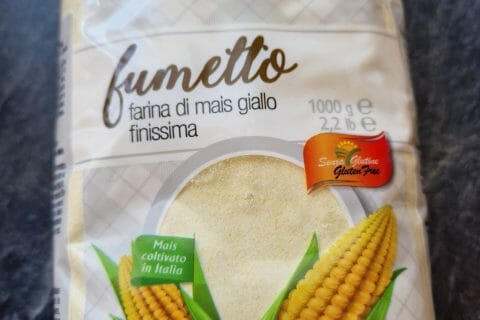 fumetto
farina di mais giallo
finissima
1000 g ℮
2,2 lb ℮
Senza Glutine
Gluten Free
Mais
coltivato
in Italia